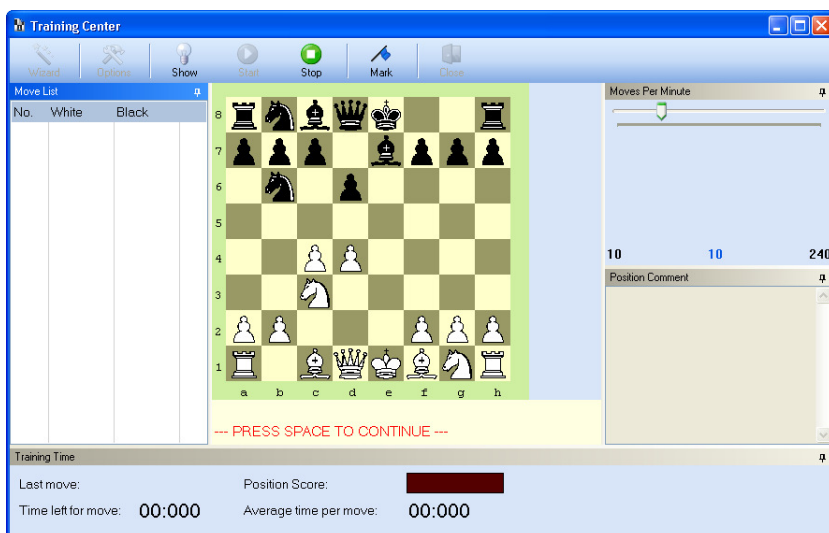 Training Center
Wizard Options Show Start Stop Mark Close
Move List
No. White Black
8
7
6
5
4
3
2
1
a b c d e f g h
--- PRESS SPACE TO CONTINUE ---
Moves Per Minute
10 10 240
Position Comment
Training Time
Last move: Position Score:
Time left for move: 00:000 Average time per move: 00:000